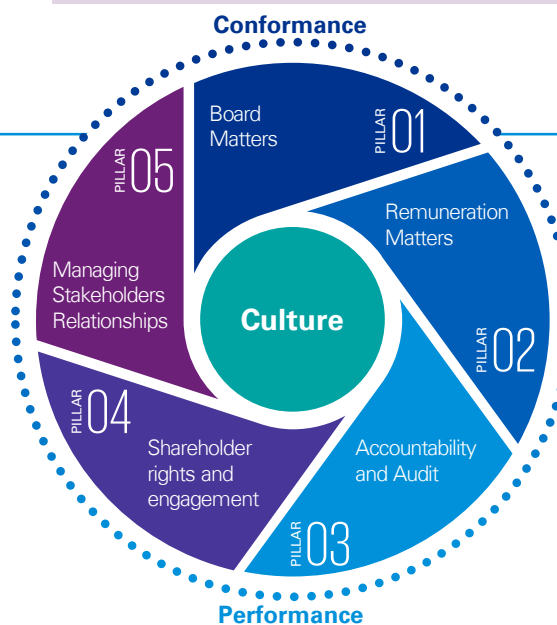 Conformance
Board
Matters
PILLAR 01
Remuneration
Matters
PILLAR 02
Accountability
and Audit
PILLAR 03
Shareholder
rights and
engagement
PILLAR 04
Managing
Stakeholders
Relationships
PILLAR 05
Culture
Performance